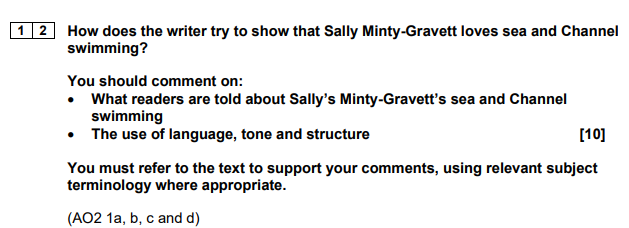 1 2 How does the writer try to show that Sally Minty-Gravett loves sea and Channel
swimming?
You should comment on:
• What readers are told about Sally's Minty-Gravett's sea and Channel
swimming
• The use of language, tone and structure [10]
You must refer to the text to support your comments, using relevant subject
terminology where appropriate.
(AO2 1a, b, c and d)